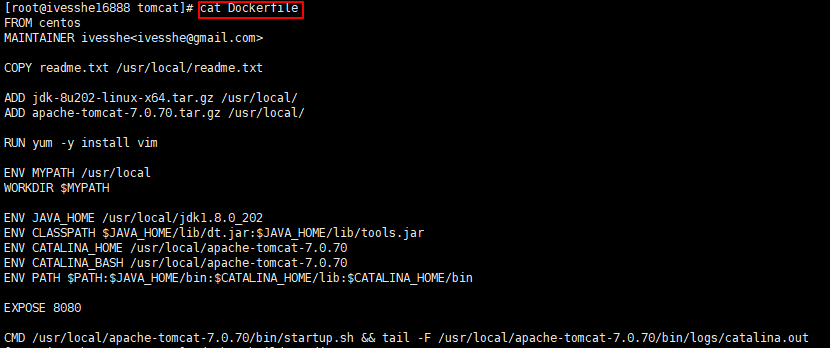 [root@ivesshe16888 tomcat]# cat Dockerfile
FROM centos
MAINTAINER ivesshe<ivesshe@gmail.com>
COPY readme.txt /usr/local/readme.txt
ADD jdk-8u202-linux-x64.tar.gz /usr/local/
ADD apache-tomcat-7.0.70.tar.gz /usr/local/
RUN yum -y install vim
ENV MYPATH /usr/local
WORKDIR $MYPATH
ENV JAVA_HOME /usr/local/jdk1.8.0_202
ENV CLASSPATH $JAVA_HOME/lib/dt.jar:$JAVA_HOME/lib/tools.jar
ENV CATALINA_HOME /usr/local/apache-tomcat-7.0.70
ENV CATALINA_BASH /usr/local/apache-tomcat-7.0.70
ENV PATH $PATH:$JAVA_HOME/bin:$CATALINA_HOME/lib:$CATALINA_HOME/bin
EXPOSE 8080
CMD /usr/local/apache-tomcat-7.0.70/bin/startup.sh && tail -F /usr/local/apache-tomcat-7.0.70/bin/logs/catalina.out